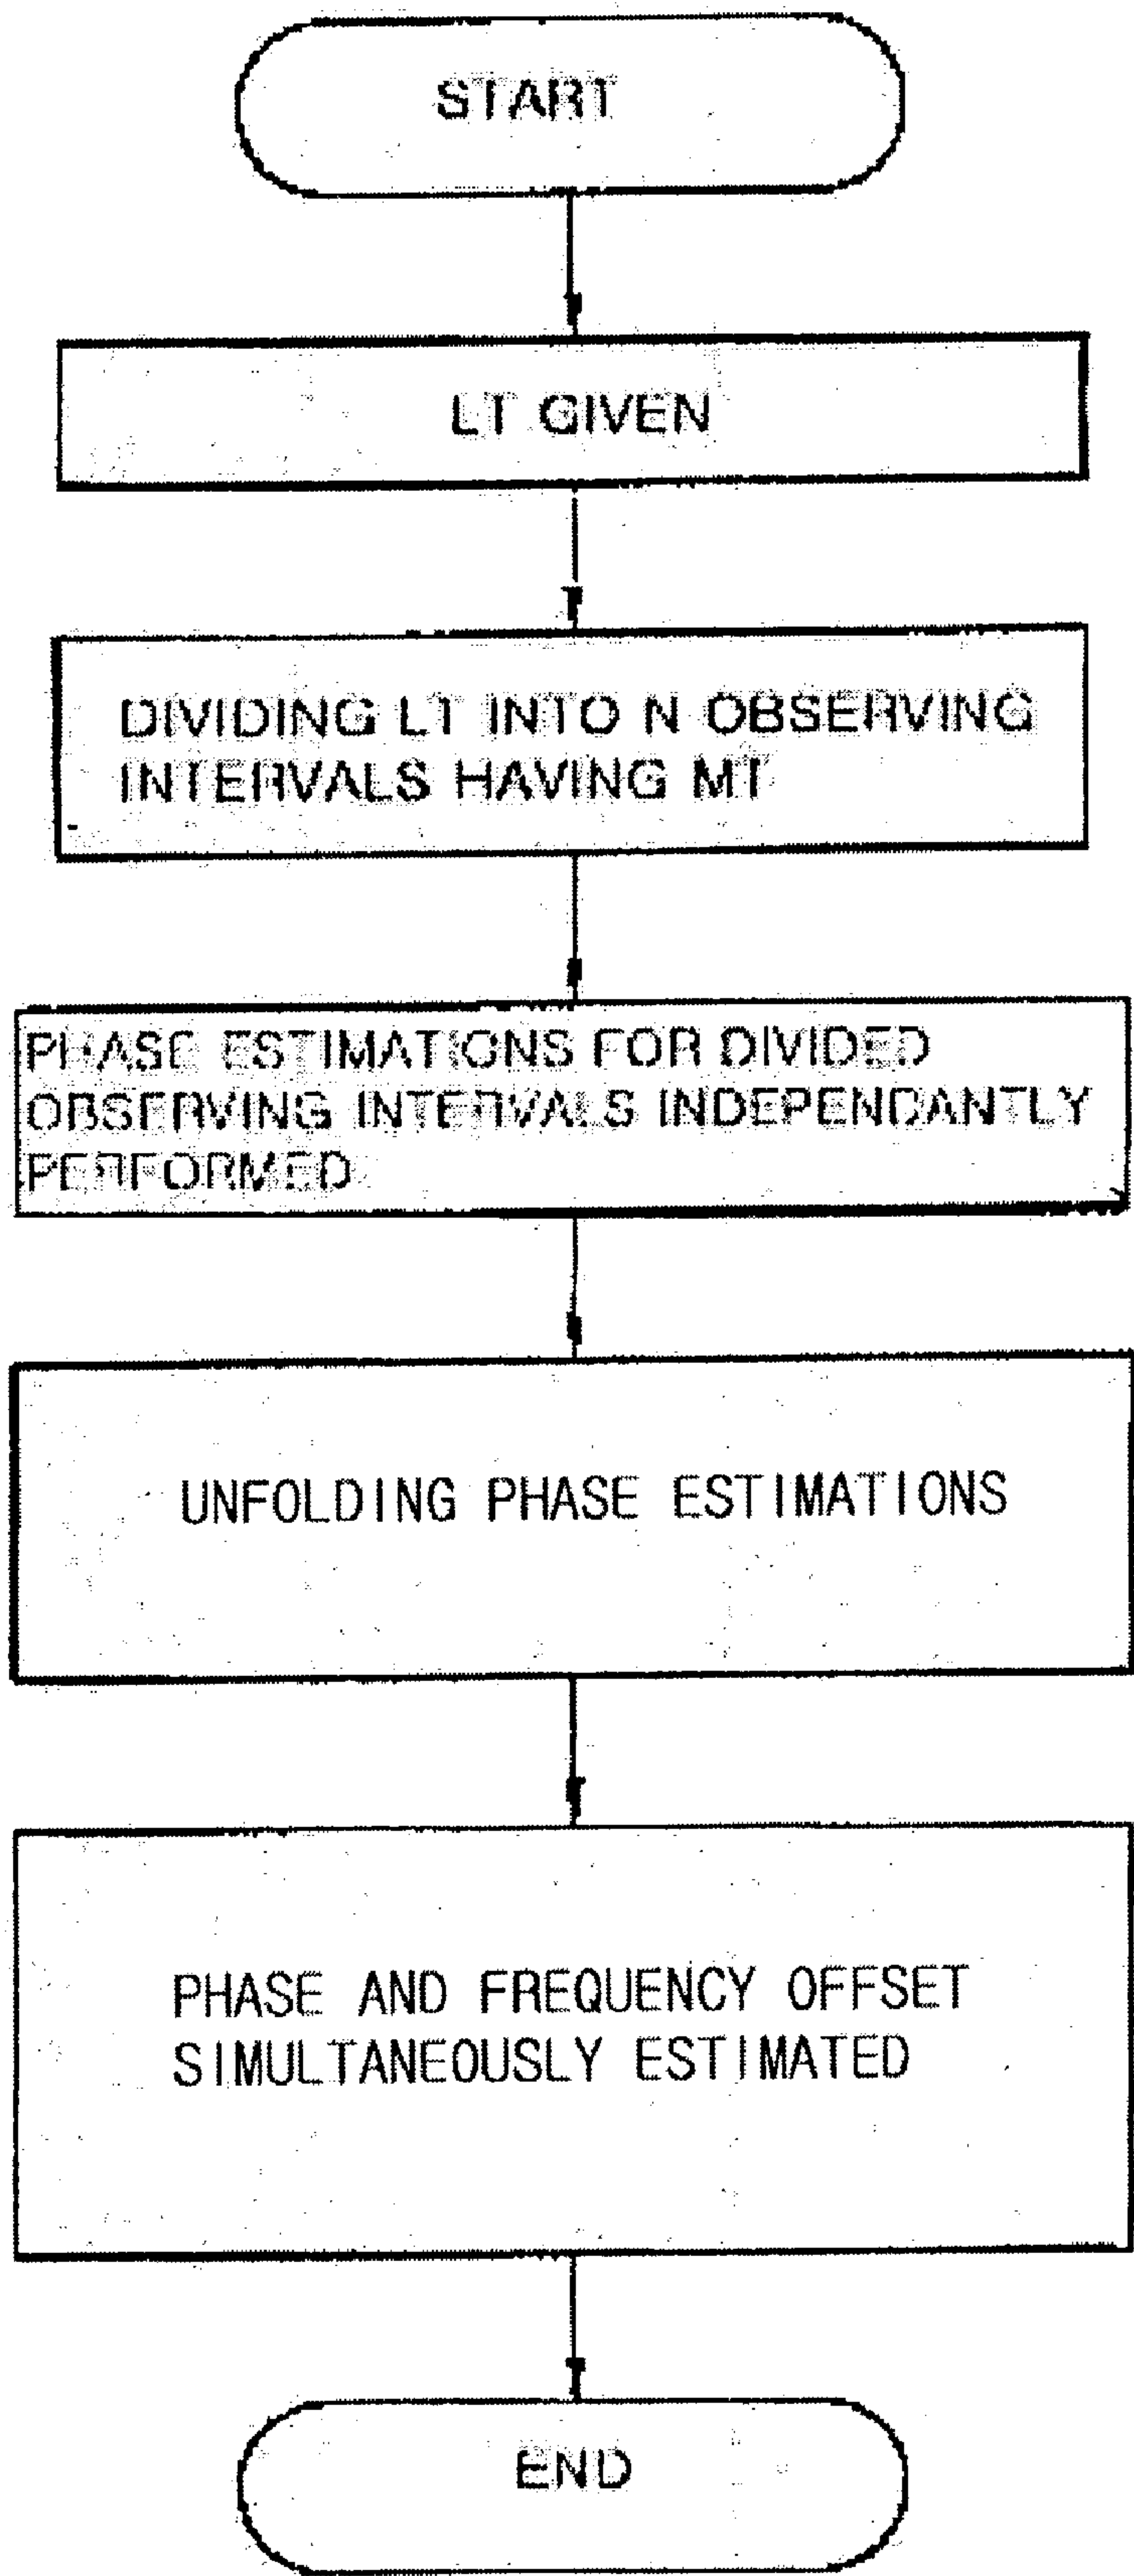 START
LT GIVEN
DIVIDING LT INTO N OBSERVING
INTERVALS HAVING MT
PHASE ESTIMATIONS FOR DIVIDED
OBSERVING INTERVALS INDEPENDANTLY
PERFORMED
UNFOLDING PHASE ESTIMATIONS
PHASE AND FREQUENCY OFFSET
SIMULTANEOUSLY ESTIMATED
END